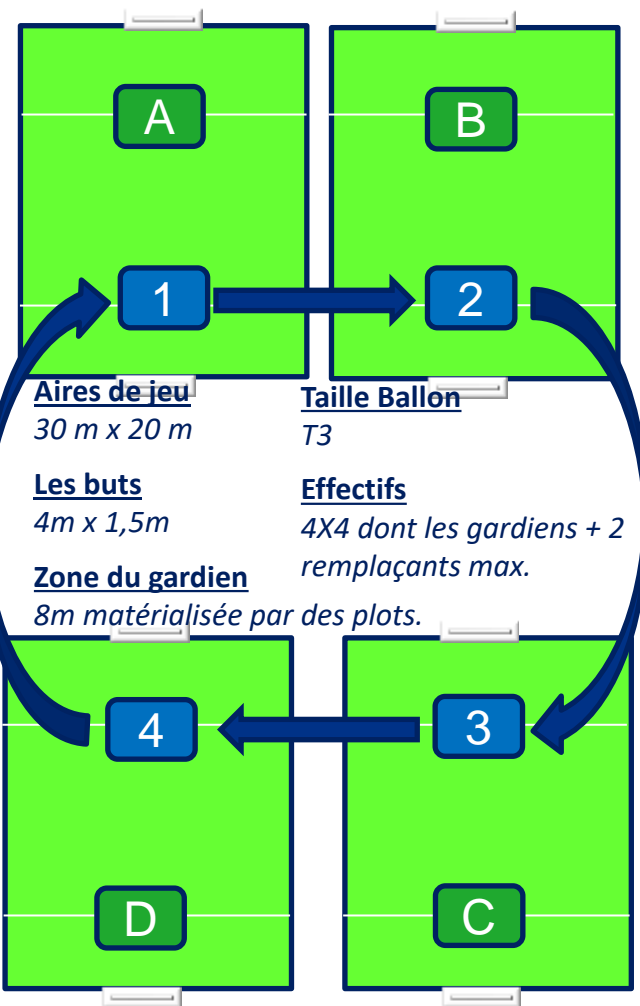 A
B
1
2
Aires de jeu
30 m x 20 m
Les buts
4m x 1,5m
Zone du gardien
8m matérialisée par des plots.
Taille Ballon
T3
Effectifs
4X4 dont les gardiens + 2
remplaçants max.
4
3
D
C